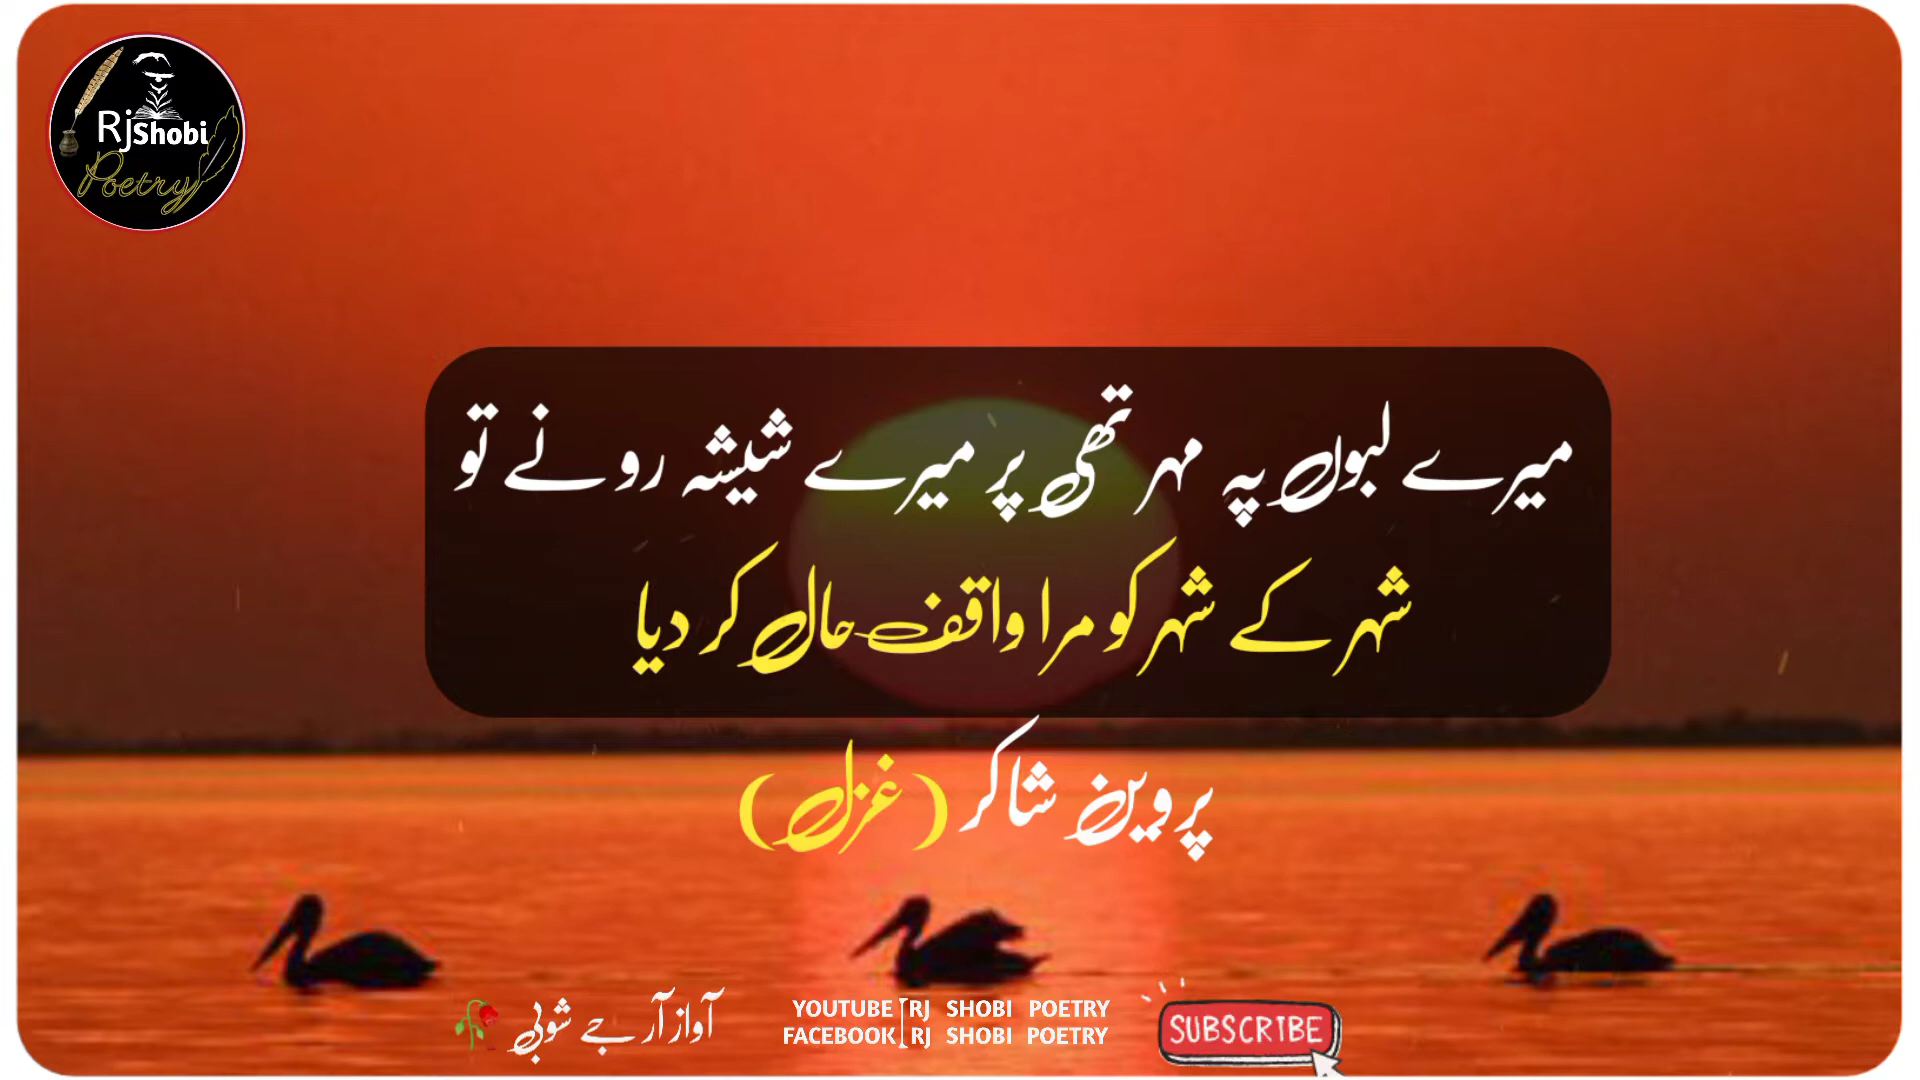 RjShobi
Poetry
میرے لبوں پہ مہر تھی پر میرے شیشہ رو نے تو
شہر کے شہر کو مرا واقف حال کر دیا
پروین شاکر (غزل)
آواز آر جے شوبی
YOUTUBE RJ SHOBI POETRY
FACEBOOK RJ SHOBI POETRY
SUBSCRIBE